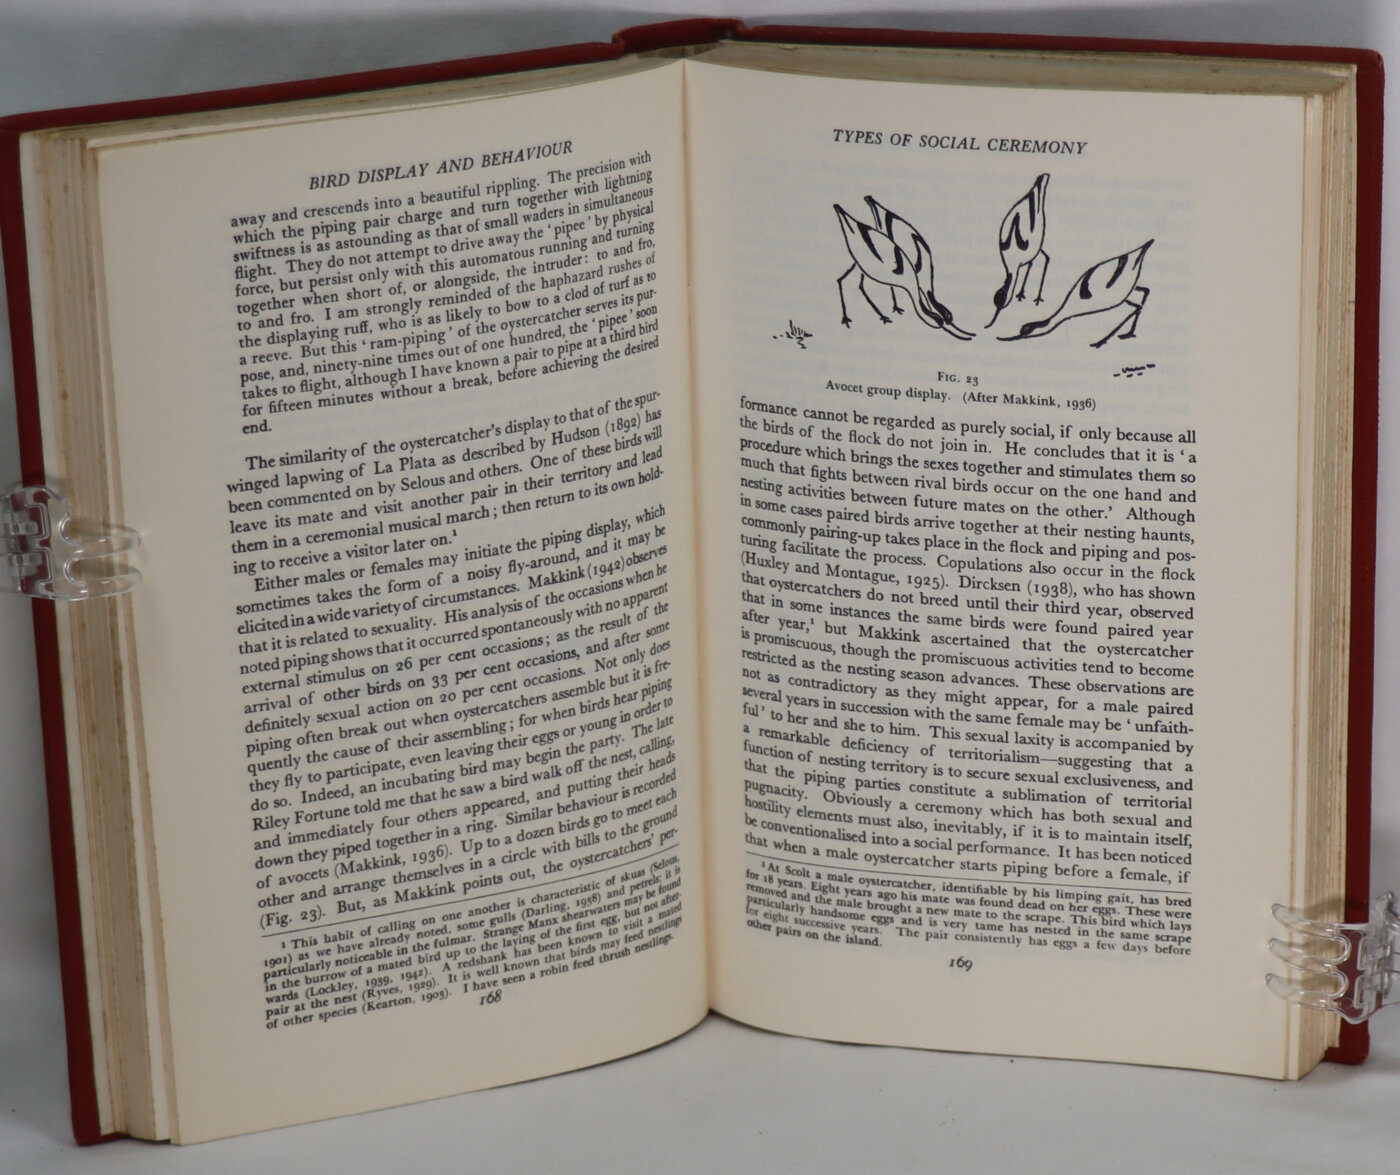 BIRD DISPLAY AND BEHAVIOUR
away and crescends into a beautiful rippling. The precision with
which the piping pair charge and turn together with lightning
swiftness is as astounding as that of small waders in simultaneous
flight. They do not attempt to drive away the ' pipee ' by physical
force, but persist only with this automatous running and turning
together when short of, or alongside, the intruder : to and fro,
to and fro. I am strongly reminded of the haphazard rushes of
the displaying ruff, who is as likely to bow to a clod of turf as to
a reeve. But this ' ram-piping ' of the oystercatcher serves its pur-
pose, and, ninety-nine times out of one hundred, the ' pipee ' soon
takes to flight, although I have known a pair to pipe at a third bird
for fifteen minutes without a break, before achieving the desired
end.
The similarity of the oystercatcher's display to that of the spur-
winged lapwing of La Plata as described by Hudson (1892) has
been commented on by Selous and others. One of these birds will
leave its mate and visit another pair in their territory and lead
them in a ceremonial musical march ; then return to its own hold-
ing to receive a visitor later on.¹
Either males or females may initiate the piping display, which
sometimes takes the form of a noisy fly-around, and it may be
elicited in a wide variety of circumstances. Makkink (1942) observes
that it is related to sexuality. His analysis of the occasions when he
noted piping shows that it occurred spontaneously with no apparent
external stimulus on 26 per cent occasions ; as the result of the
arrival of other birds on 33 per cent occasions, and after some
definitely sexual action on 20 per cent occasions. Not only does
piping often break out when oystercatchers assemble but it is fre-
quently the cause of their assembling ; for when birds hear piping
they fly to participate, even leaving their eggs or young in order to
do so. Indeed, an incubating bird may begin the party. The late
Riley Fortune told me that he saw a bird walk off the nest, calling,
and immediately four others appeared, and putting their heads
down they piped together in a ring. Similar behaviour is recorded
of avocets (Makkink, 1936). Up to a dozen birds go to meet each
other and arrange themselves in a circle with bills to the ground
(Fig. 23). But, as Makkink points out, the oystercatchers' per-
¹ This habit of calling on one another is characteristic of skuas (Selous,
1901) as we have already noted, some gulls (Darling, 1938) and petrels; it is
particularly noticeable in the fulmar. Strange Manx shearwaters may be found
in the burrow of a mated bird up to the laying of the first egg, but not after-
wards (Lockley, 1939, 1942). A redshank has been known to visit a mated
pair at the nest (Ryves, 1929). It is well known that birds may feed nestlings
of other species (Kearton, 1903). I have seen a robin feed thrush nestlings.
168
TYPES OF SOCIAL CEREMONY
FIG. 23
Avocet group display. (After Makkink, 1936)
formance cannot be regarded as purely social, if only because all
the birds of the flock do not join in. He concludes that it is ' a
procedure which brings the sexes together and stimulates them so
much that fights between rival birds occur on the one hand and
nesting activities between future mates on the other.' Although
in some cases paired birds arrive together at their nesting haunts,
commonly pairing-up takes place in the flock and piping and pos-
turing facilitate the process. Copulations also occur in the flock
(Huxley and Montague, 1925). Dircksen (1938), who has shown
that oystercatchers do not breed until their third year, observed
that in some instances the same birds were found paired year
after year,¹ but Makkink ascertained that the oystercatcher
is promiscuous, though the promiscuous activities tend to become
restricted as the nesting season advances. These observations are
not as contradictory as they might appear, for a male paired
several years in succession with the same female may be ' unfaith-
ful ' to her and she to him. This sexual laxity is accompanied by
a remarkable deficiency of territorialism—suggesting that a
function of nesting territory is to secure sexual exclusiveness, and
that the piping parties constitute a sublimation of territorial
pugnacity. Obviously a ceremony which has both sexual and
hostility elements must also, inevitably, if it is to maintain itself,
be conventionalised into a social performance. It has been noticed
that when a male oystercatcher starts piping before a female, if
¹ At Scolt a male oystercatcher, identifiable by his limping gait, has bred
for 18 years. Eight years ago his mate was found dead on her eggs. These were
removed and the male brought a new mate to the scrape. This bird which lays
particularly handsome eggs and is very tame has nested in the same scrape
for eight successive years. The pair consistently has eggs a few days before
other pairs on the island.
169